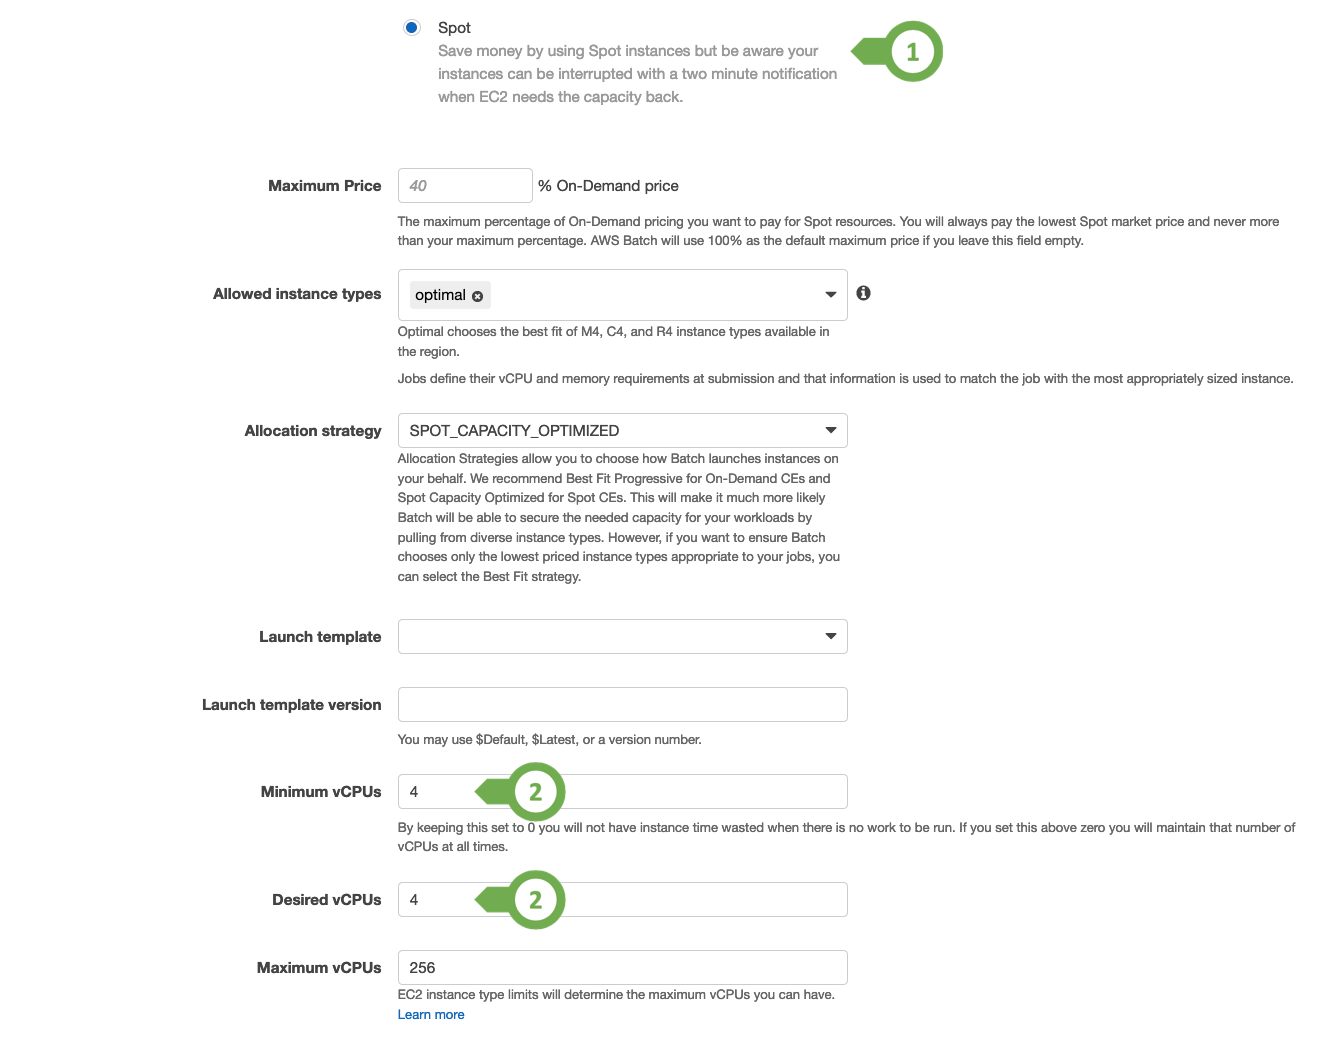 Spot
Save money by using Spot instances but be aware your
instances can be interrupted with a two minute notification
when EC2 needs the capacity back.
1
Maximum Price
40
% On-Demand price
The maximum percentage of On-Demand pricing you want to pay for Spot resources. You will always pay the lowest Spot market price and never more
than your maximum percentage. AWS Batch will use 100% as the default maximum price if you leave this field empty.
Allowed instance types
optimal
Optimal chooses the best fit of M4, C4, and R4 instance types available in
the region.
Jobs define their vCPU and memory requirements at submission and that information is used to match the job with the most appropriately sized instance.
Allocation strategy
SPOT_CAPACITY_OPTIMIZED
Allocation Strategies allow you to choose how Batch launches instances on
your behalf. We recommend Best Fit Progressive for On-Demand CEs and
Spot Capacity Optimized for Spot CEs. This will make it much more likely
Batch will be able to secure the needed capacity for your workloads by
pulling from diverse instance types. However, if you want to ensure Batch
chooses only the lowest priced instance types appropriate to your jobs, you
can select the Best Fit strategy.
Launch template
Launch template version
You may use $Default, $Latest, or a version number.
Minimum vCPUs
4
2
By keeping this set to 0 you will not have instance time wasted when there is no work to be run. If you set this above zero you will maintain that number of
vCPUs at all times.
Desired vCPUs
4
2
Maximum vCPUs
256
EC2 instance type limits will determine the maximum vCPUs you can have.
Learn more